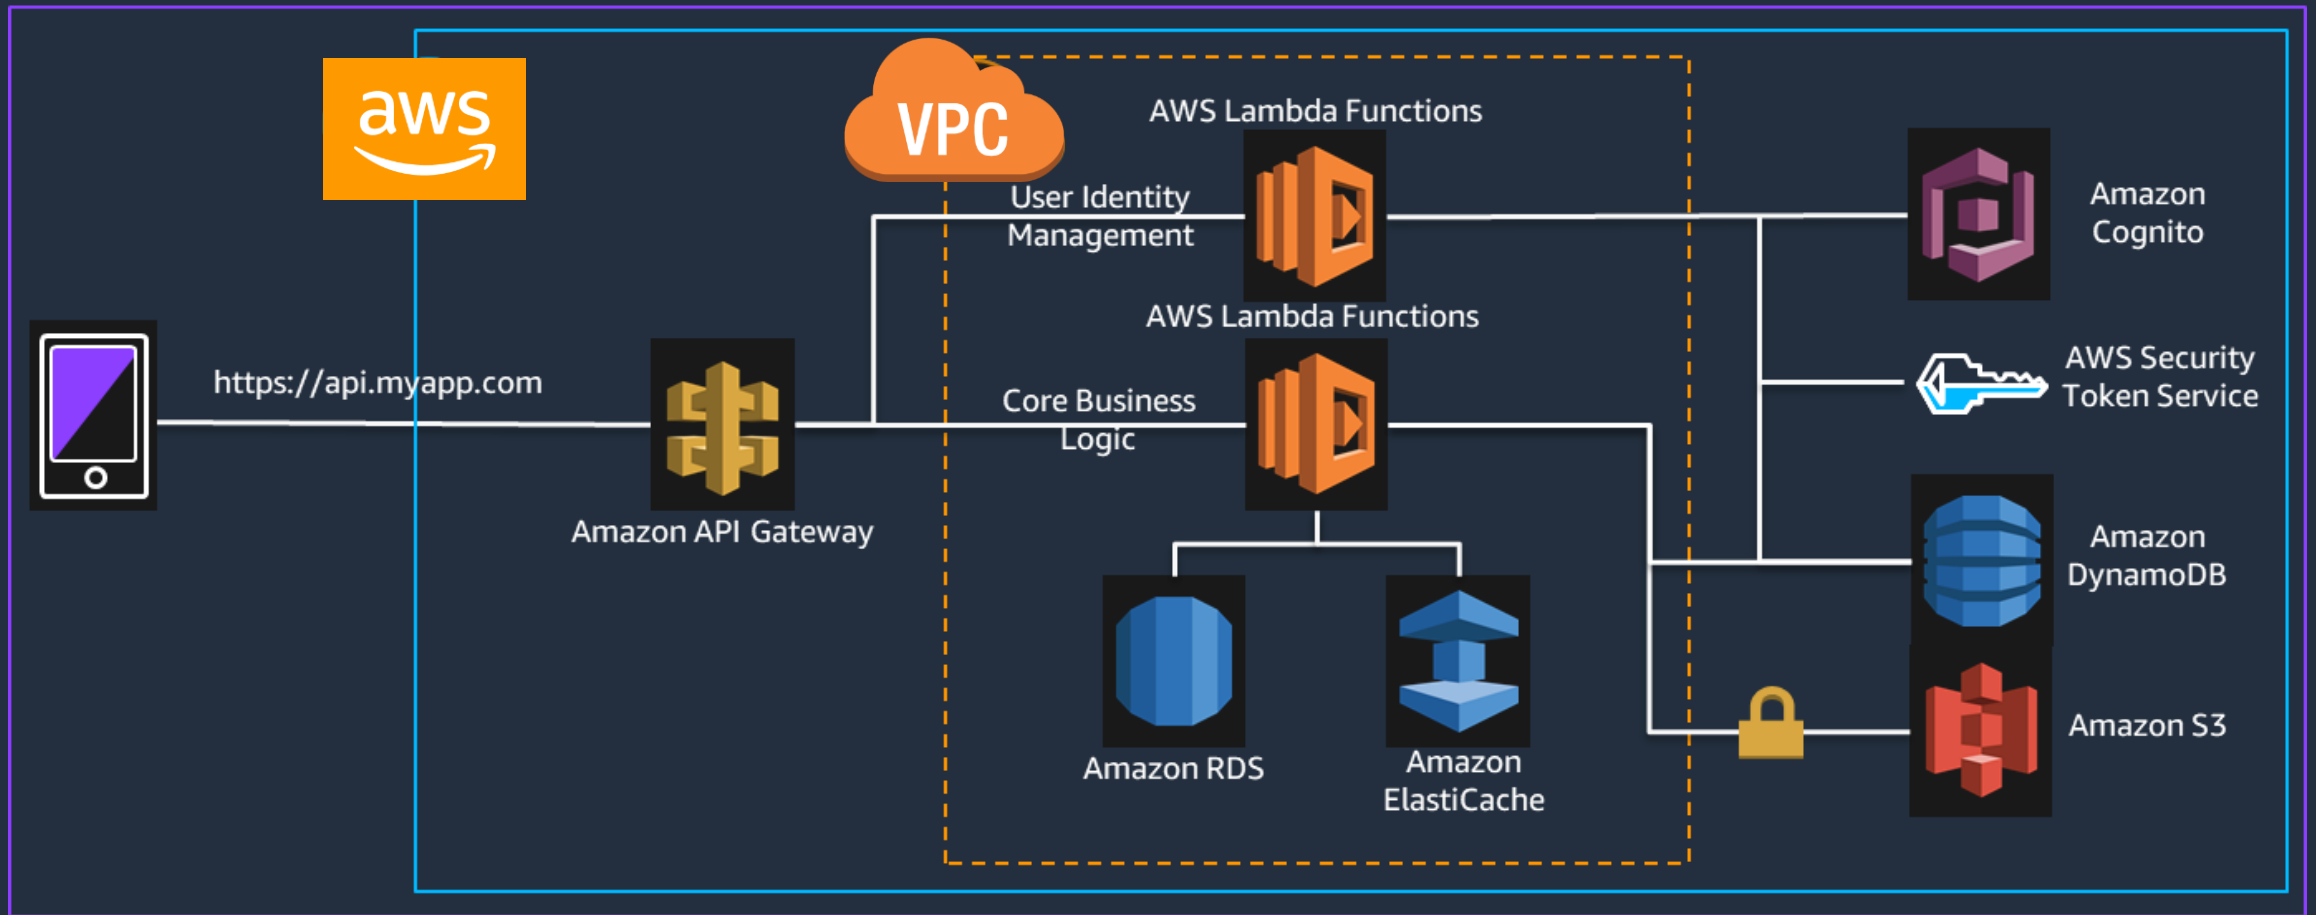 aws
VPC
AWS Lambda Functions
User Identity
Management
Amazon
Cognito
AWS Lambda Functions
https://api.myapp.com
Core Business
Logic
AWS Security
Token Service
Amazon API Gateway
Amazon
DynamoDB
Amazon RDS
Amazon
ElastiCache
Amazon S3